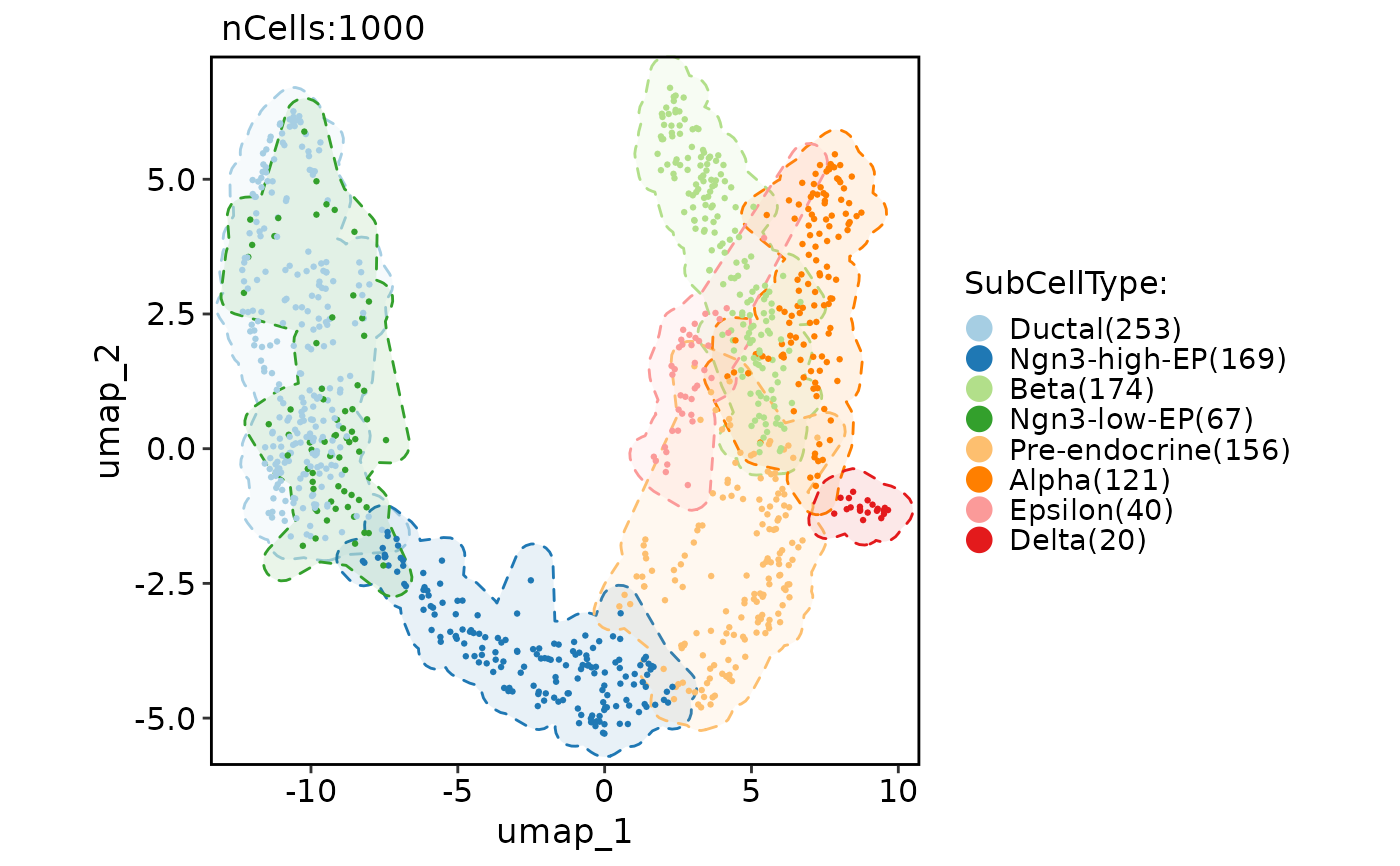 nCells:1000
umap_2
5.0
2.5
0.0
-2.5
-5.0
-10
-5
0
5
10
umap_1
SubCellType:
Ductal(253)
Ngn3-high-EP(169)
Beta(174)
Ngn3-low-EP(67)
Pre-endocrine(156)
Alpha(121)
Epsilon(40)
Delta(20)